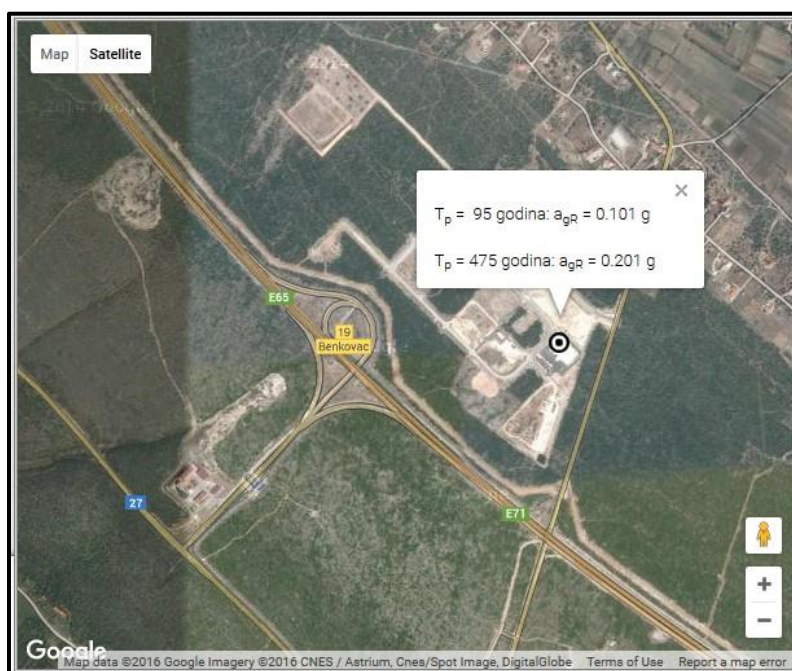 Map Satellite
×
Tp = 95 godina: agR = 0.101 g
Tp = 475 godina: agR = 0.201 g
E65
19
Benkovac
27
E71
+
−
Google
Map data ©2016 Google Imagery ©2016 CNES / Astrium, Cnes/Spot Image, DigitalGlobe Terms of Use Report a map error